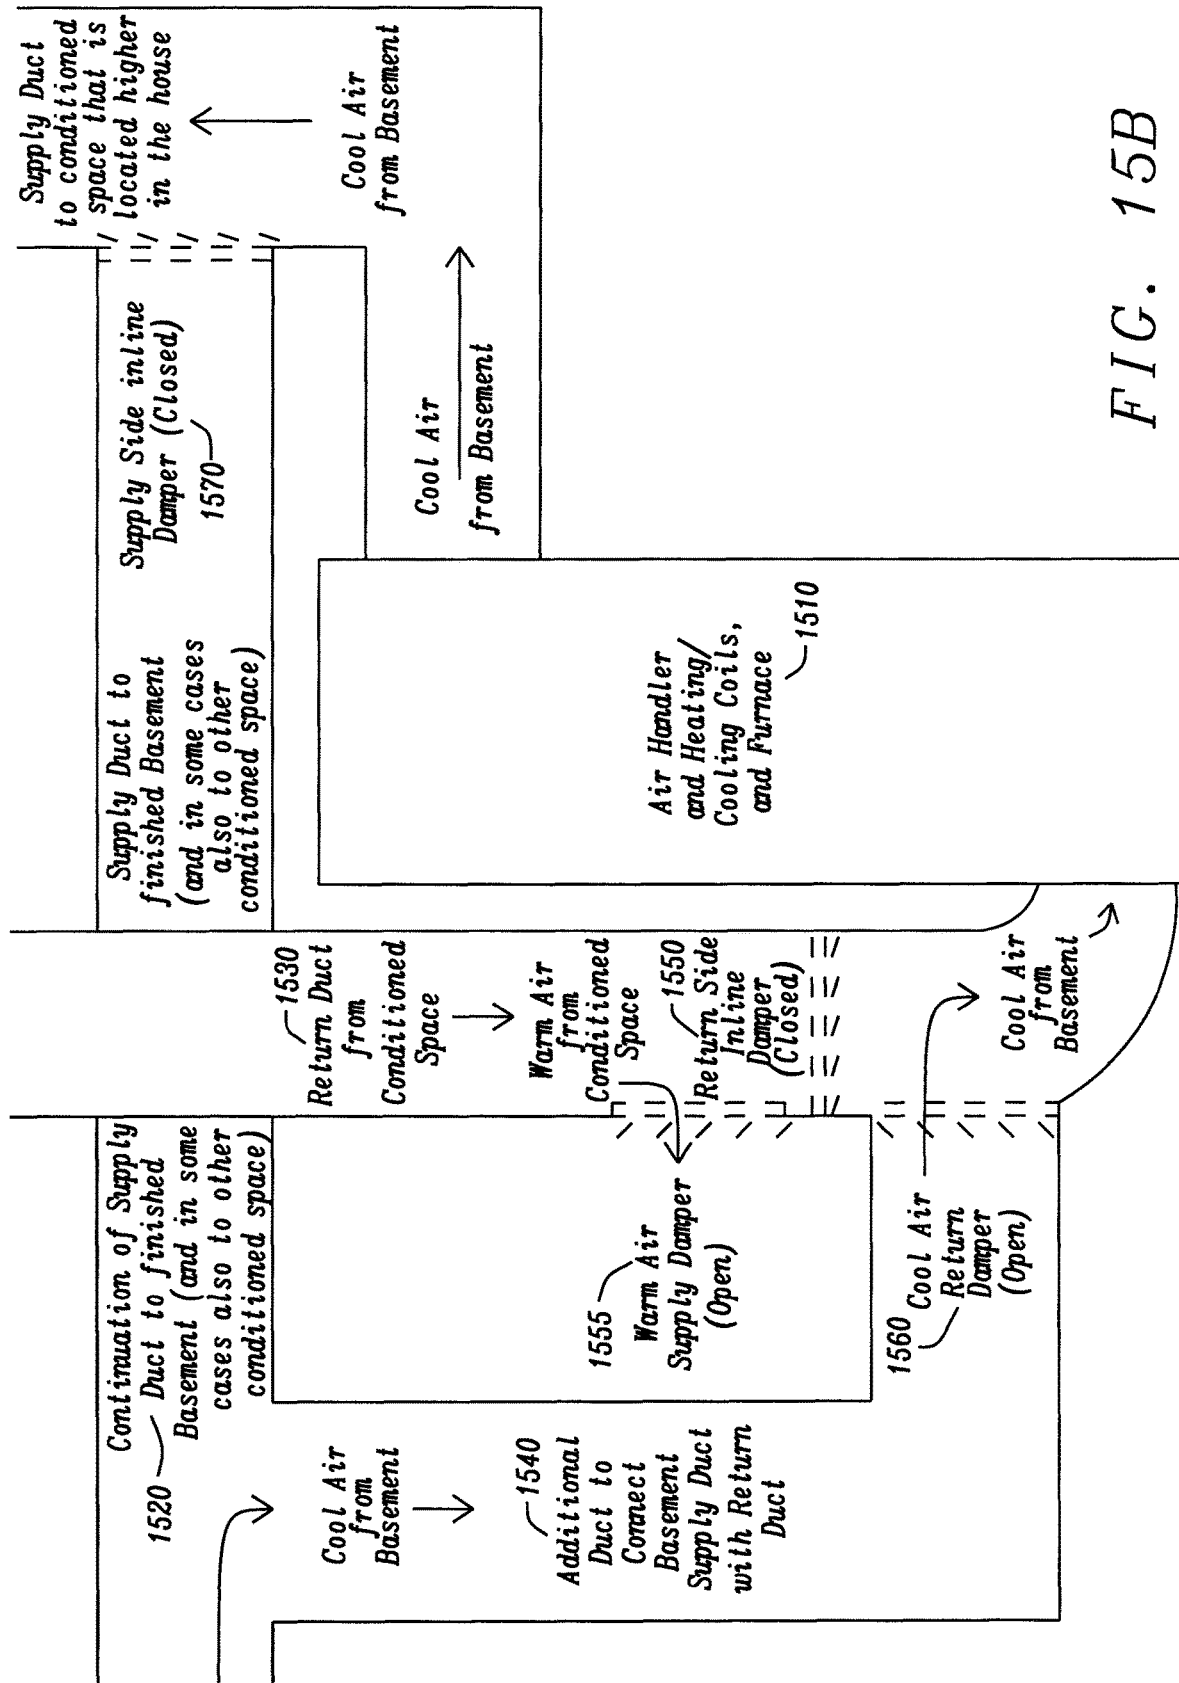 Continuation of Supply
Duct to finished
Basement (and in some
cases also to other
conditioned space)
1520
Supply Duct to
finished Basement
(and in some cases
also to other
conditioned space)
Supply Side inline
Damper (Closed)
1570
Supply Duct
to conditioned
space that is
located higher
in the house
Cool Air
from Basement
Cool Air
from Basement
1530
Return Duct
from
Conditioned
Space
Warm Air
from
Conditioned
Space
1550
Return Side
Inline
Damper
(Closed)
Cool Air
from
Basement
1540
Additional
Duct to
Connect
Basement
Supply Duct
with Return
Duct
1555
Warm Air
Supply Damper
(Open)
1560
Cool Air
Return
Damper
(Open)
Cool Air
from
Basement
Air Handler
and Heating/
Cooling Coils,
and Furnace
1510
FIG. 15B